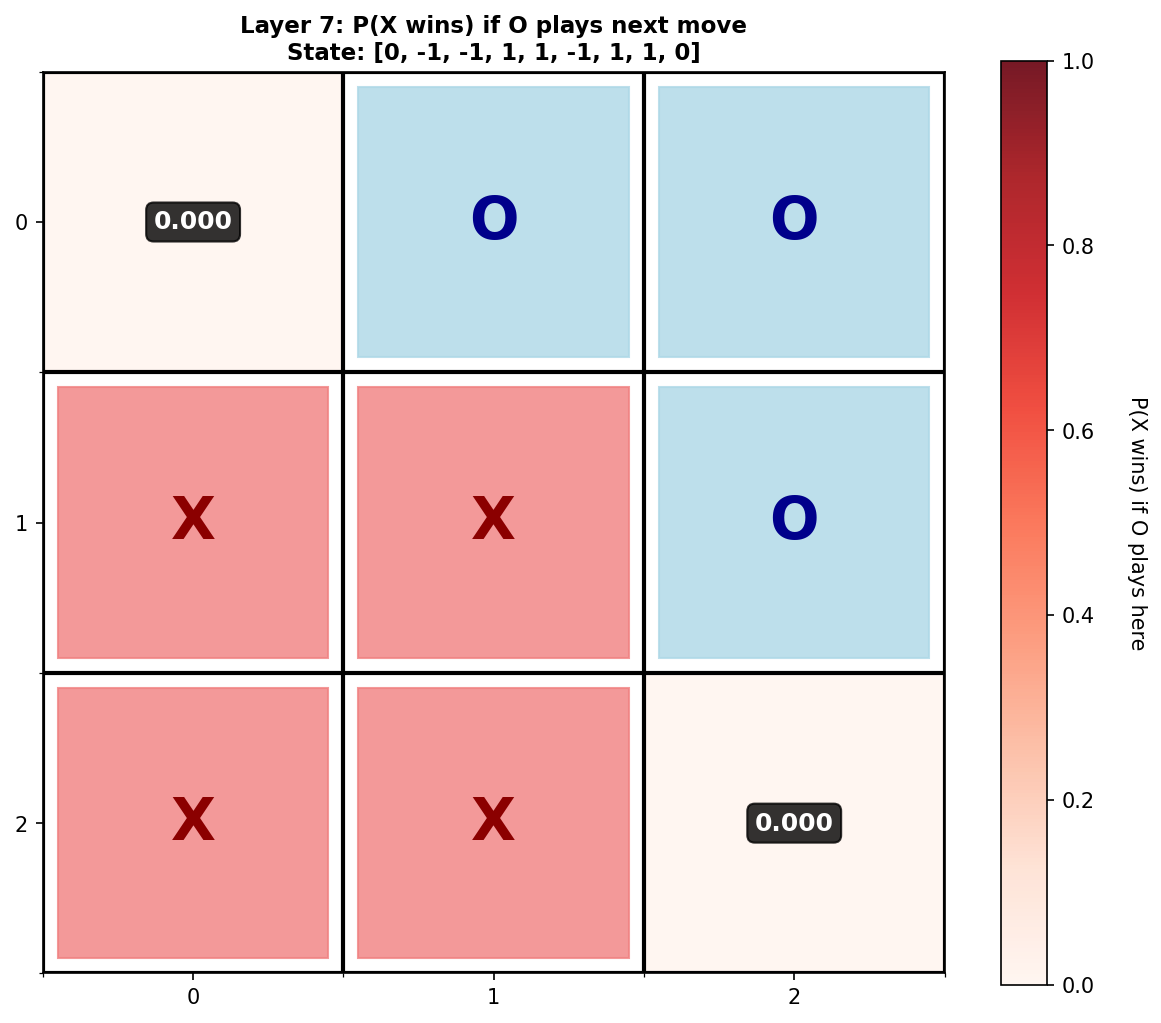 Layer 7: P(X wins) if O plays next move
State: [0, -1, -1, 1, 1, -1, 1, 1, 0]
0
0.000
O
O
1
X
X
O
2
X
X
0.000
0
1
2
1.0
0.8
0.6
0.4
0.2
0.0
P(X wins) if O plays here